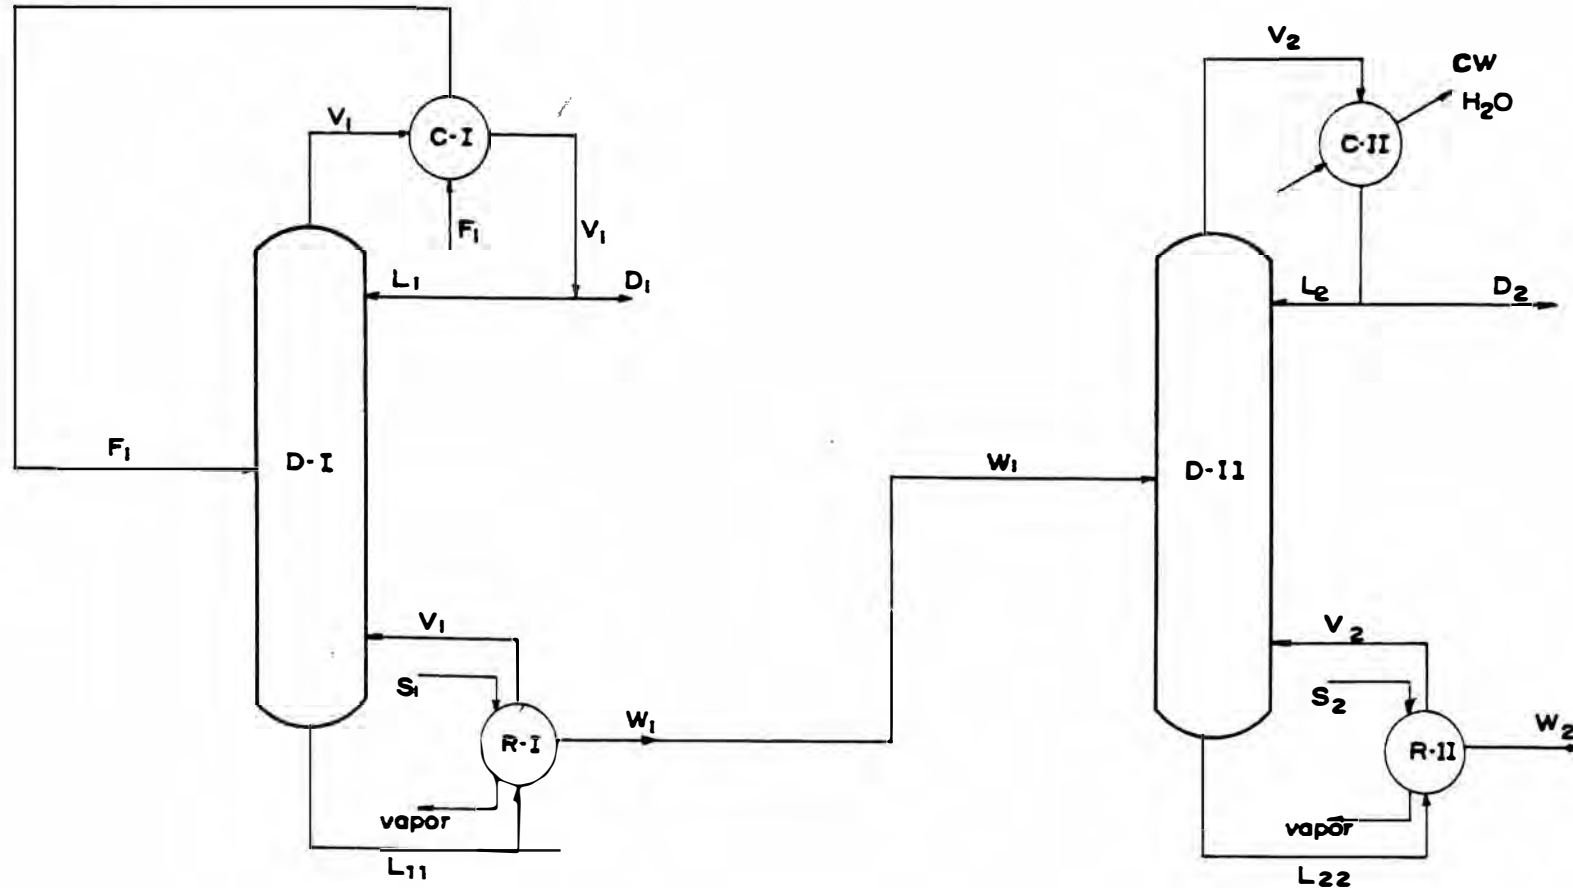 V₂
CW
H₂O
V₁
C-I
C-II
F₁
V₁
L₁
D₁
L₂
D₂
F₁
D-I
W₁
D-II
V₁
V₂
S₁
S₂
W₁
R-I
W₂
R-II
vapor
vapor
L₁₁
L₂₂